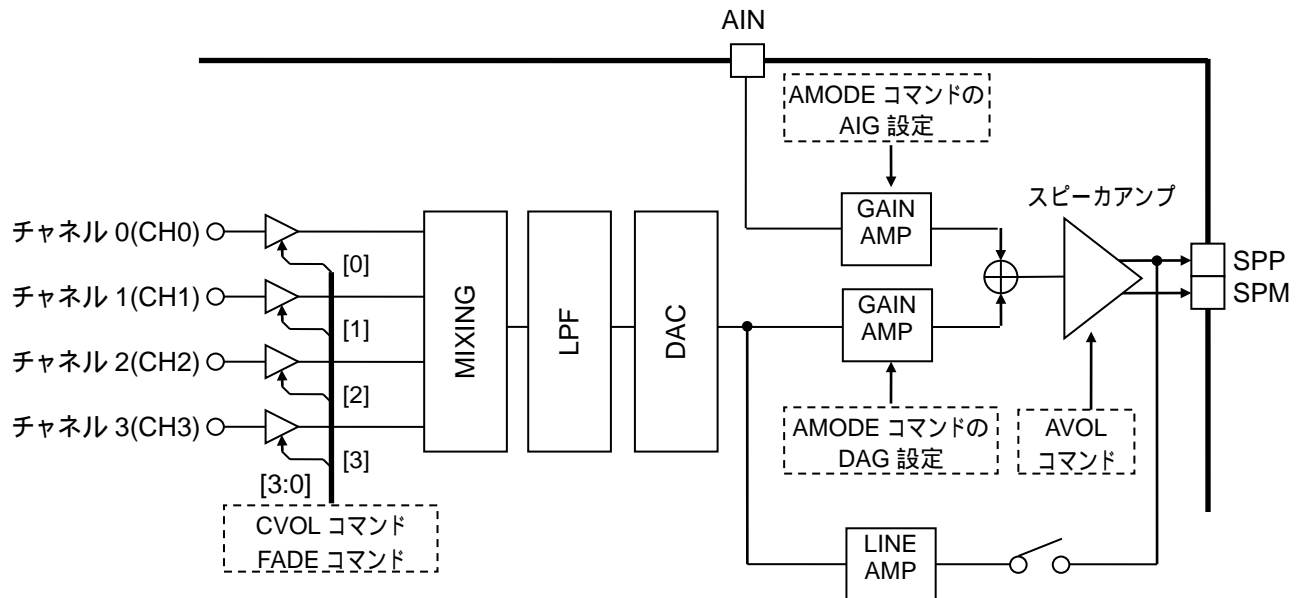 AIN
AMODE コマンドの
AIG 設定
スピーカアンプ
GAIN
AMP
チャネル 0(CH0)
[0]
SPP
SPM
チャネル 1(CH1)
[1]
MIXING
LPF
DAC
GAIN
AMP
チャネル 2(CH2)
[2]
チャネル 3(CH3)
[3]
[3:0]
AMODE コマンドの
DAG 設定
AVOL
コマンド
CVOL コマンド
FADE コマンド
LINE
AMP